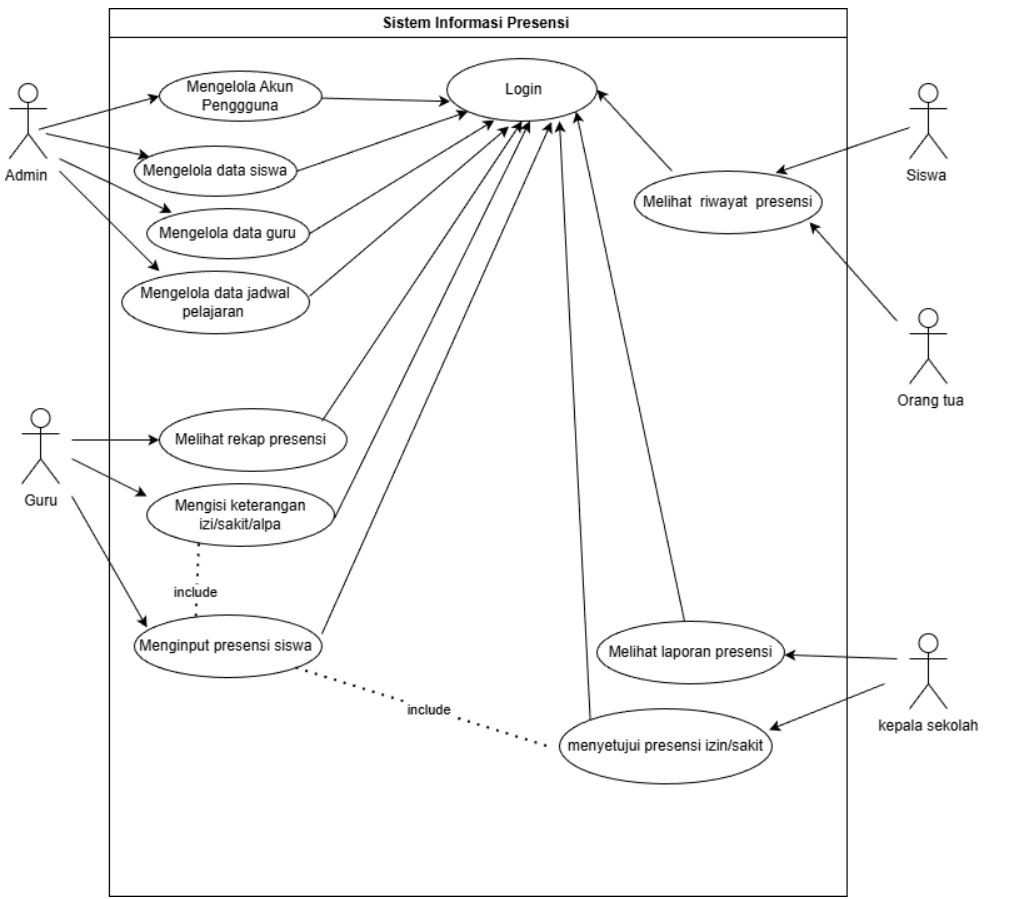 Sistem Informasi Presensi
Mengelola Akun
Penggguna
Login
Mengelola data siswa
Mengelola data guru
Mengelola data jadwal
pelajaran
Admin
Melihat riwayat presensi
Siswa
Orang tua
Melihat rekap presensi
Guru
Mengisi keterangan
izi/sakit/alpa
include
Menginput presensi siswa
include
Melihat laporan presensi
menyetujui presensi izin/sakit
kepala sekolah